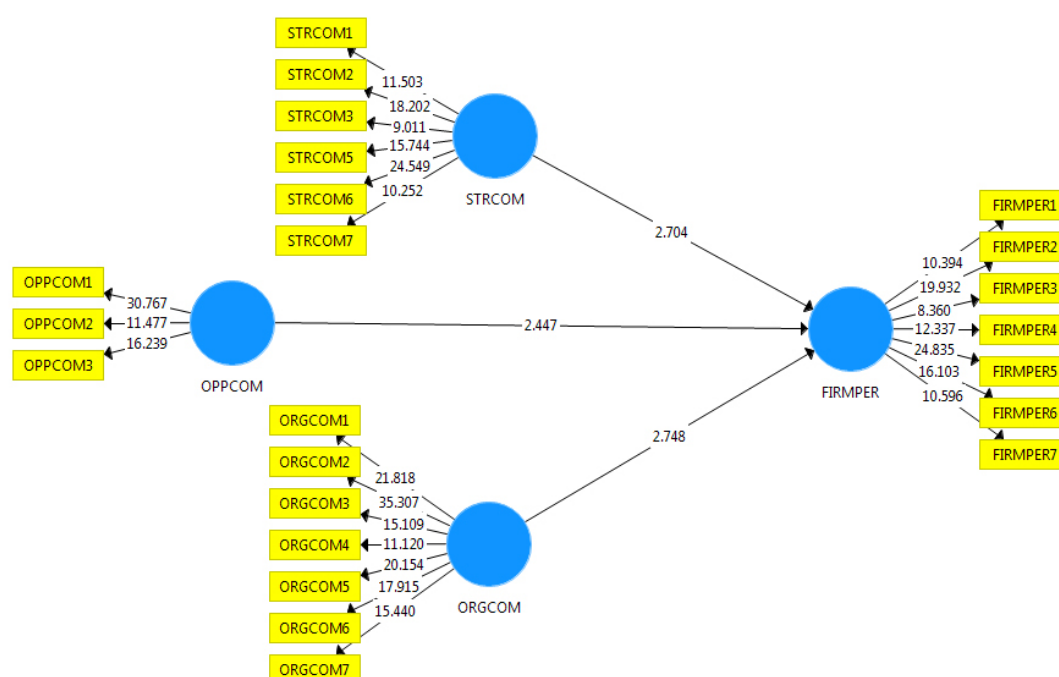 STRCOM1
STRCOM2
STRCOM3
STRCOM5
STRCOM6
STRCOM7
11.503
18.202
9.011
15.744
24.549
10.252
STRCOM
2.704
OPPCOM1
OPPCOM2
OPPCOM3
30.767
11.477
16.239
OPPCOM
2.447
ORGCOM1
ORGCOM2
ORGCOM3
ORGCOM4
ORGCOM5
ORGCOM6
ORGCOM7
21.818
35.307
15.109
11.120
20.154
17.915
15.440
ORGCOM
2.748
FIRMPER
10.394
19.932
8.360
12.337
24.835
16.103
10.596
FIRMPER1
FIRMPER2
FIRMPER3
FIRMPER4
FIRMPER5
FIRMPER6
FIRMPER7